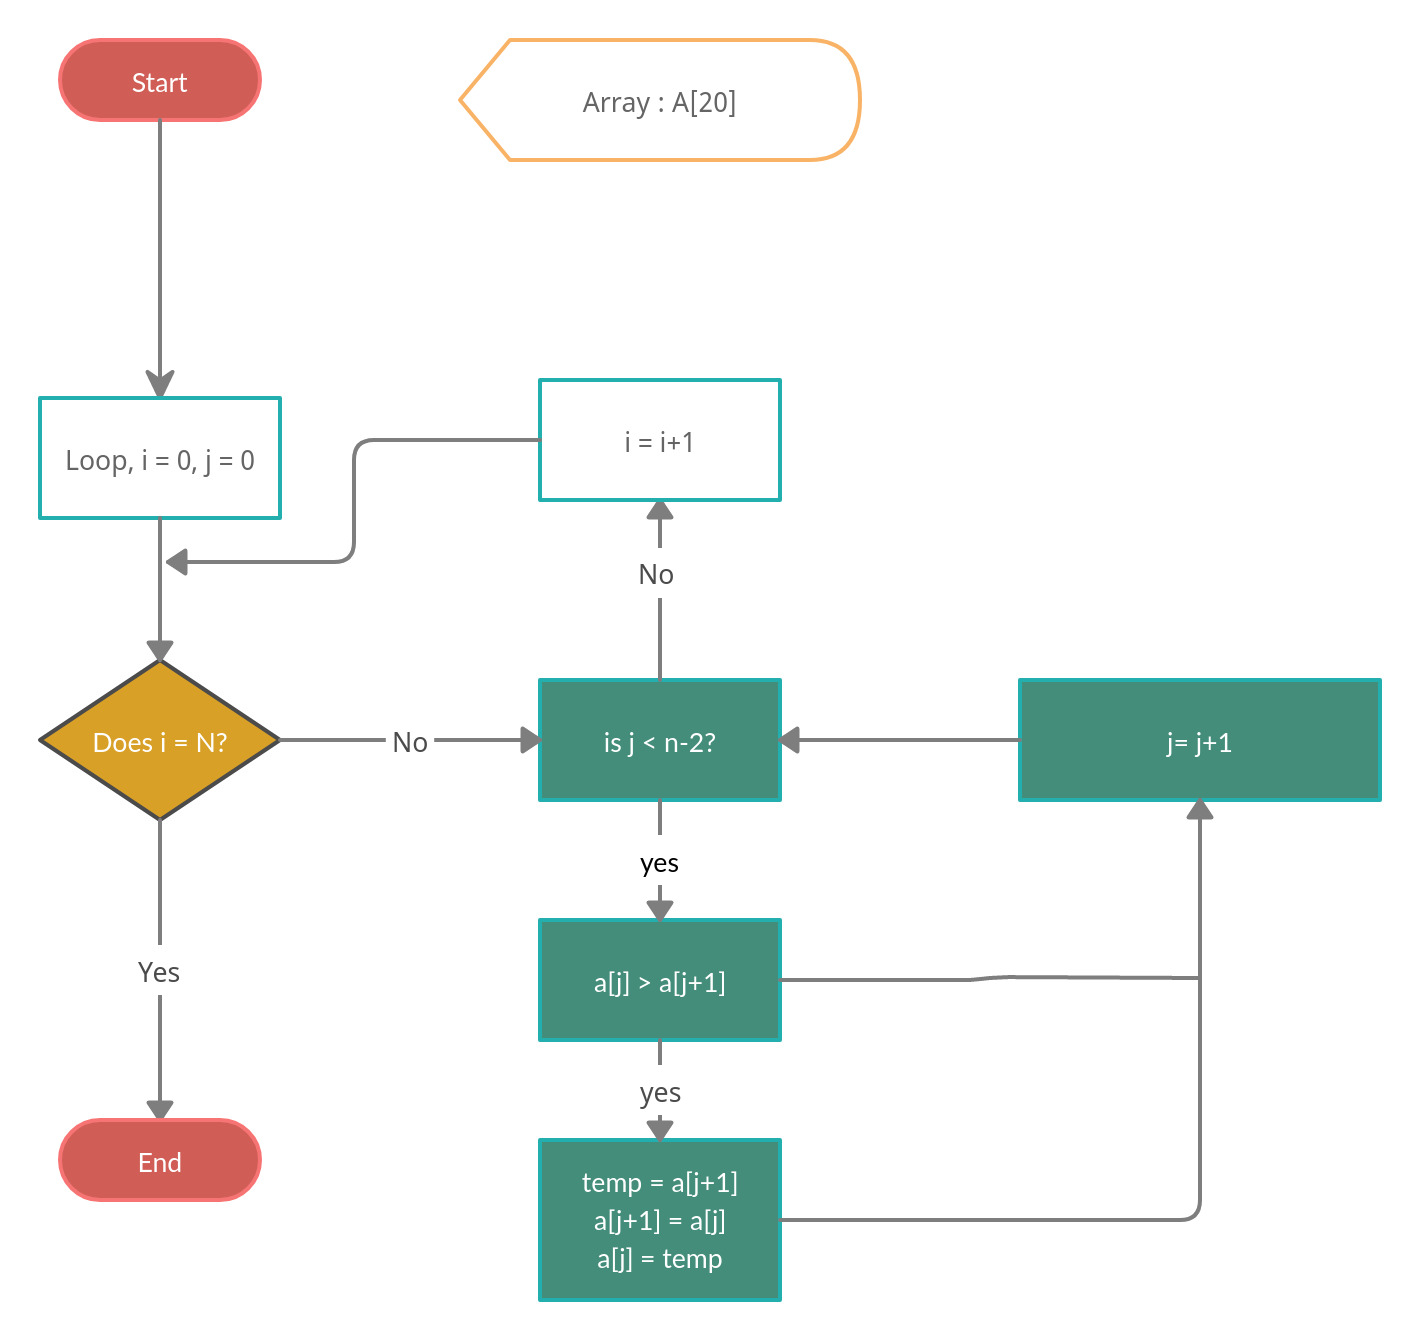 Start
Array : A[20]
Loop, i = 0, j = 0
i = i+1
No
Does i = N?
No
is j < n-2?
j= j+1
yes
Yes
a[j] > a[j+1]
yes
End
temp = a[j+1]
a[j+1] = a[j]
a[j] = temp